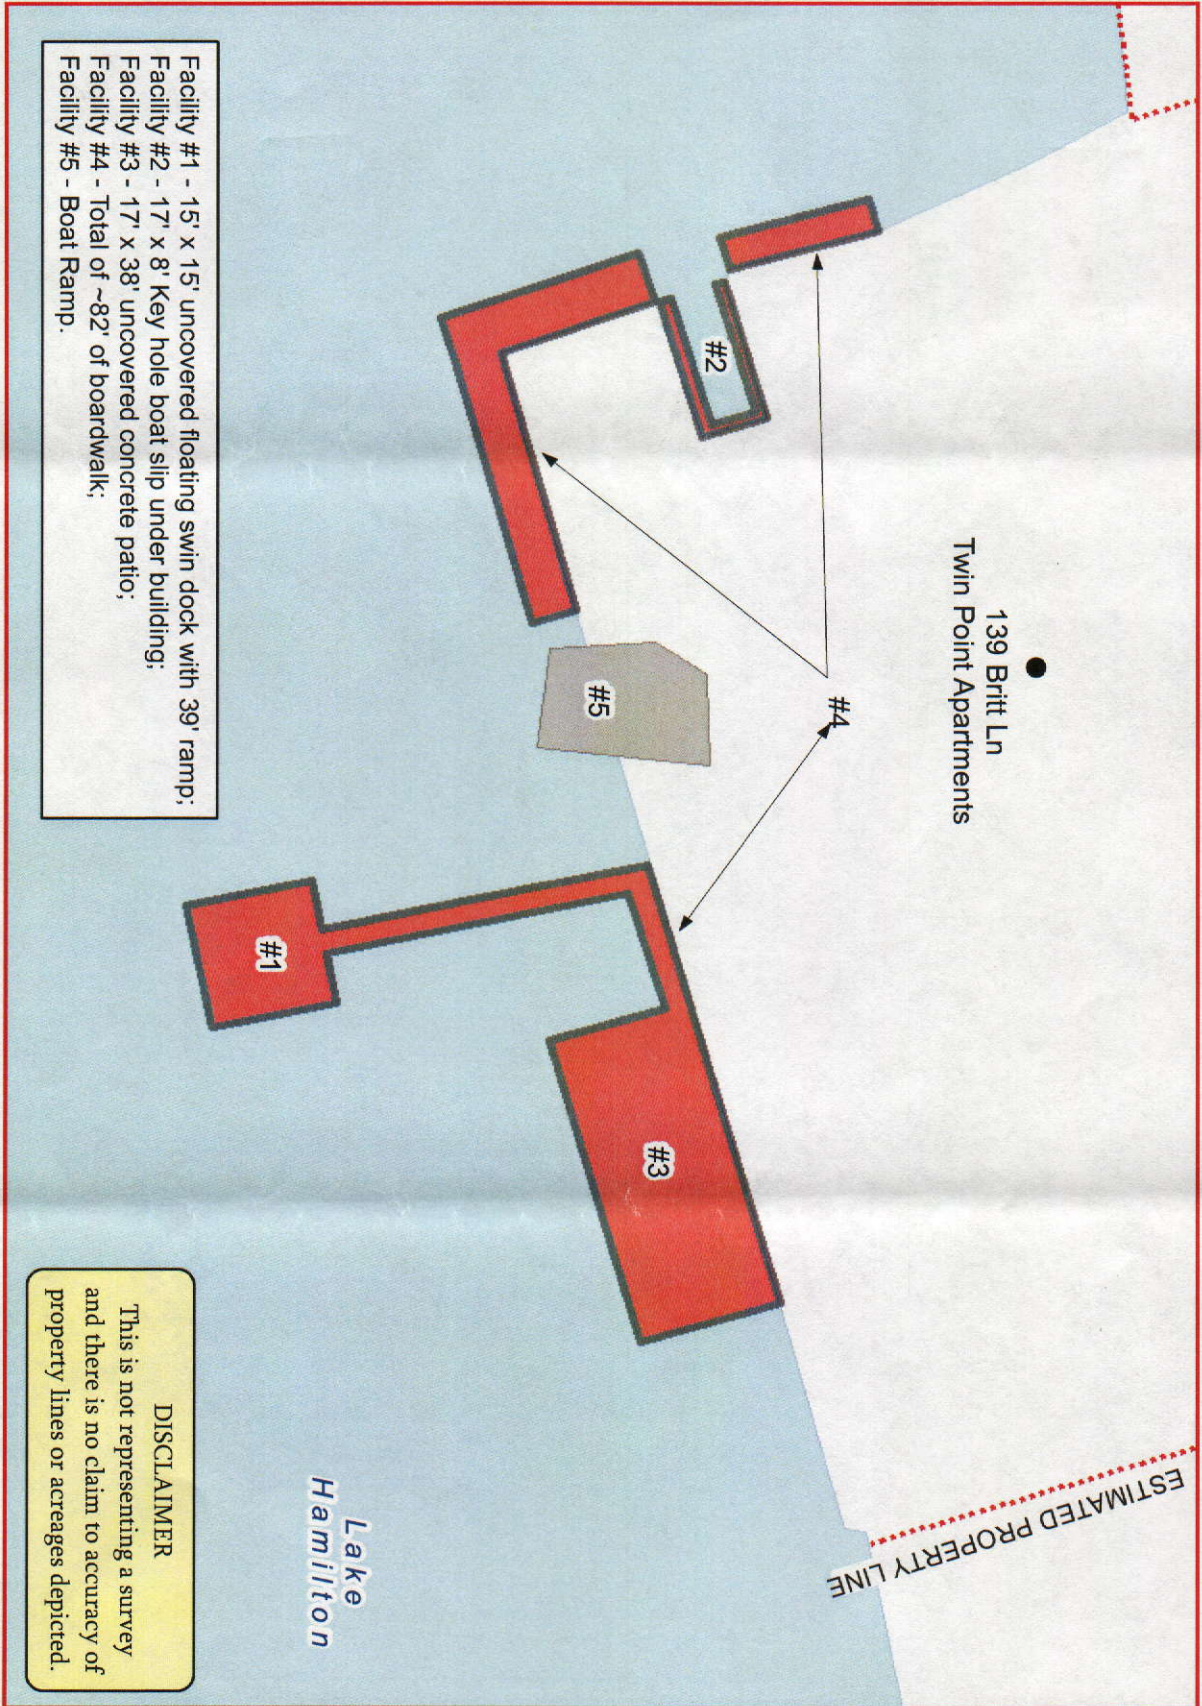 139 Britt Ln
Twin Point Apartments
#4
#2
#5
#1
#3
ESTIMATED PROPERTY LINE
Lake
Hamilton
Facility #1 - 15' x 15' uncovered floating swin dock with 39' ramp;
Facility #2 - 17' x 8' Key hole boat slip under building;
Facility #3 - 17' x 38' uncovered concrete patio;
Facility #4 - Total of ~82' of boardwalk;
Facility #5 - Boat Ramp.
DISCLAIMER
This is not representing a survey
and there is no claim to accuracy of
property lines or acreages depicted.